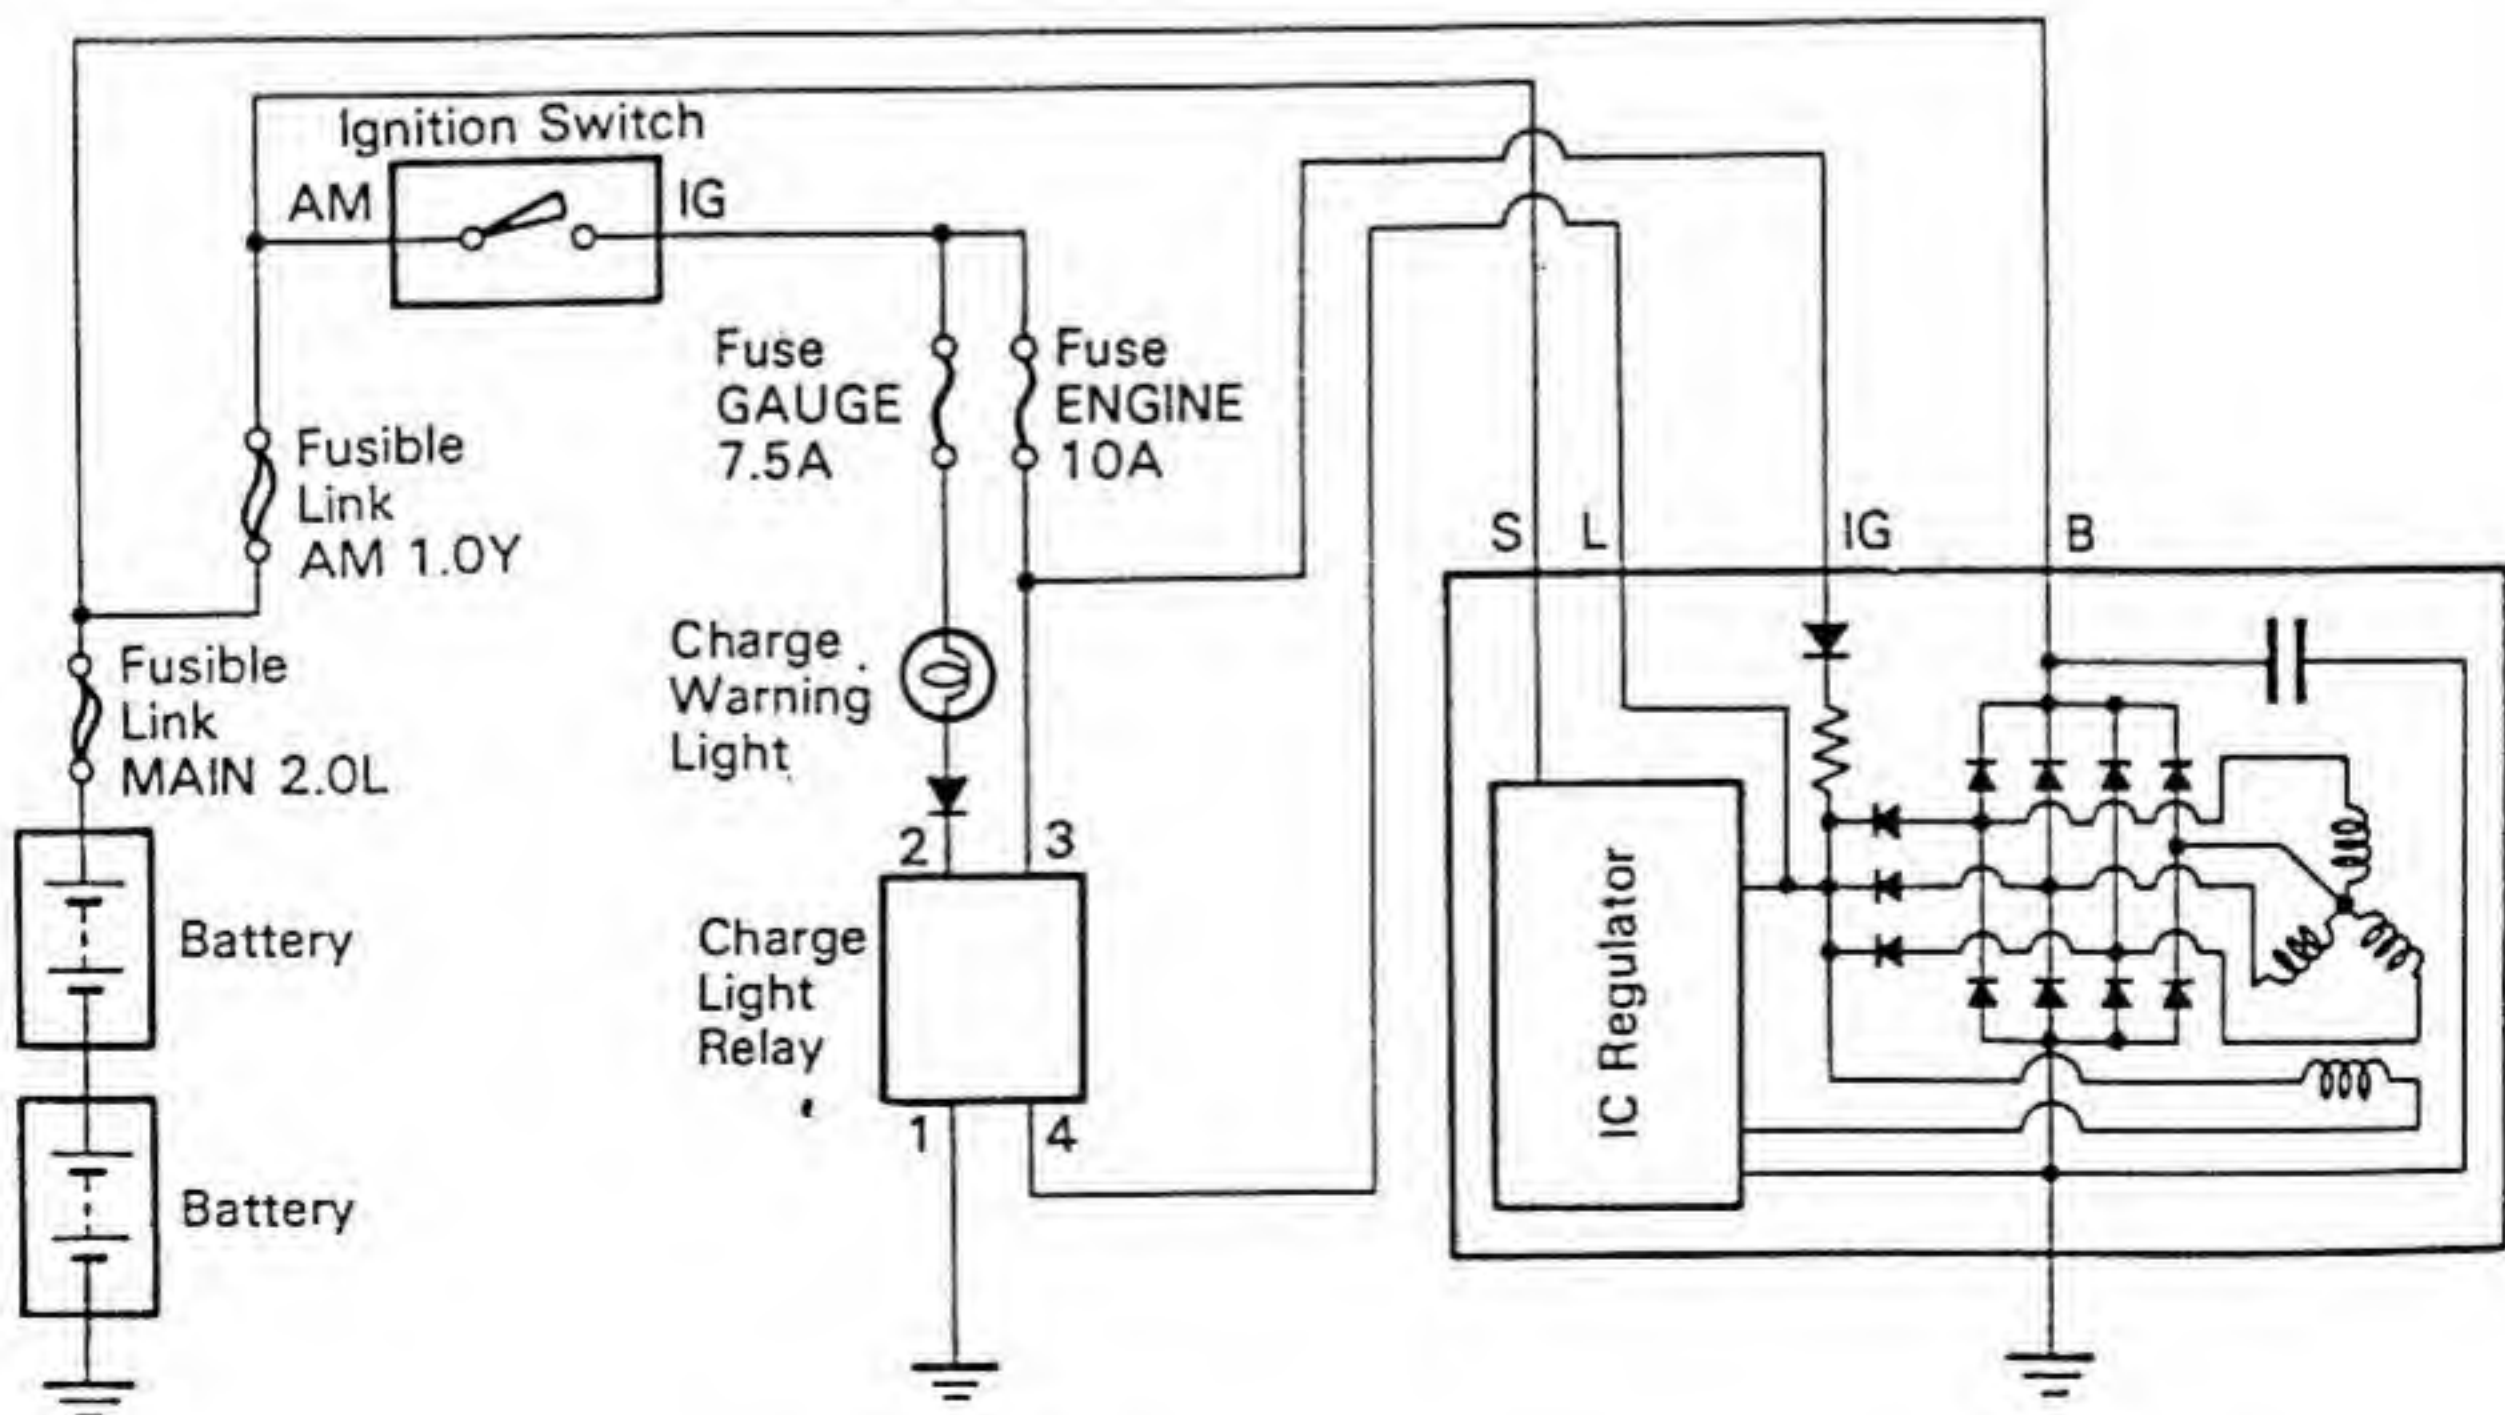 Ignition Switch
AM
IG
Fuse
GAUGE
7.5A
Fuse
ENGINE
10A
Fusible
Link
AM 1.0Y
S
L
IG
B
Fusible
Link
MAIN 2.0L
Charge
Warning
Light
2
3
Battery
Charge
Light
Relay
IC Regulator
1
4
Battery